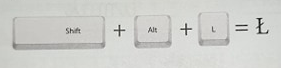 Shift + Alt + L = Ł